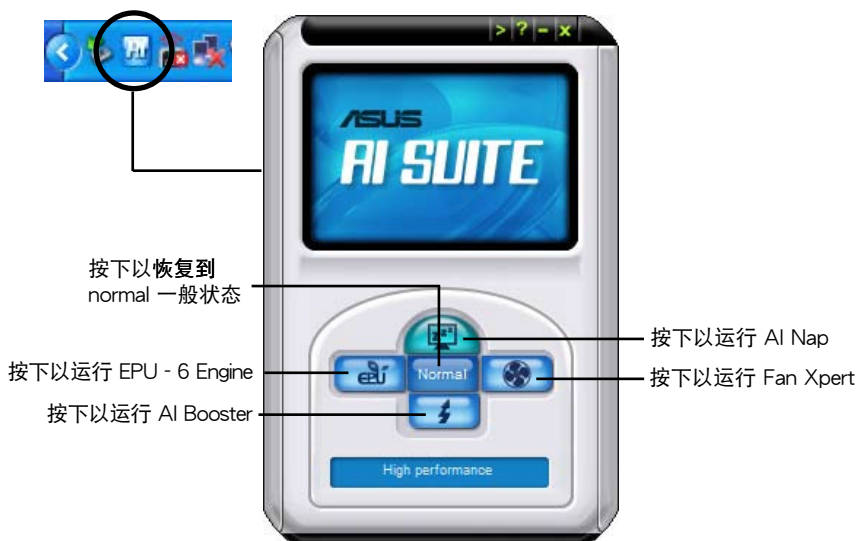 > ? - x
ASUS
AI SUITE
按下以恢复到
normal 一般状态
按下以运行 AI Nap
按下以运行 EPU - 6 Engine
EPU
Normal
按下以运行 Fan Xpert
按下以运行 AI Booster
High performance